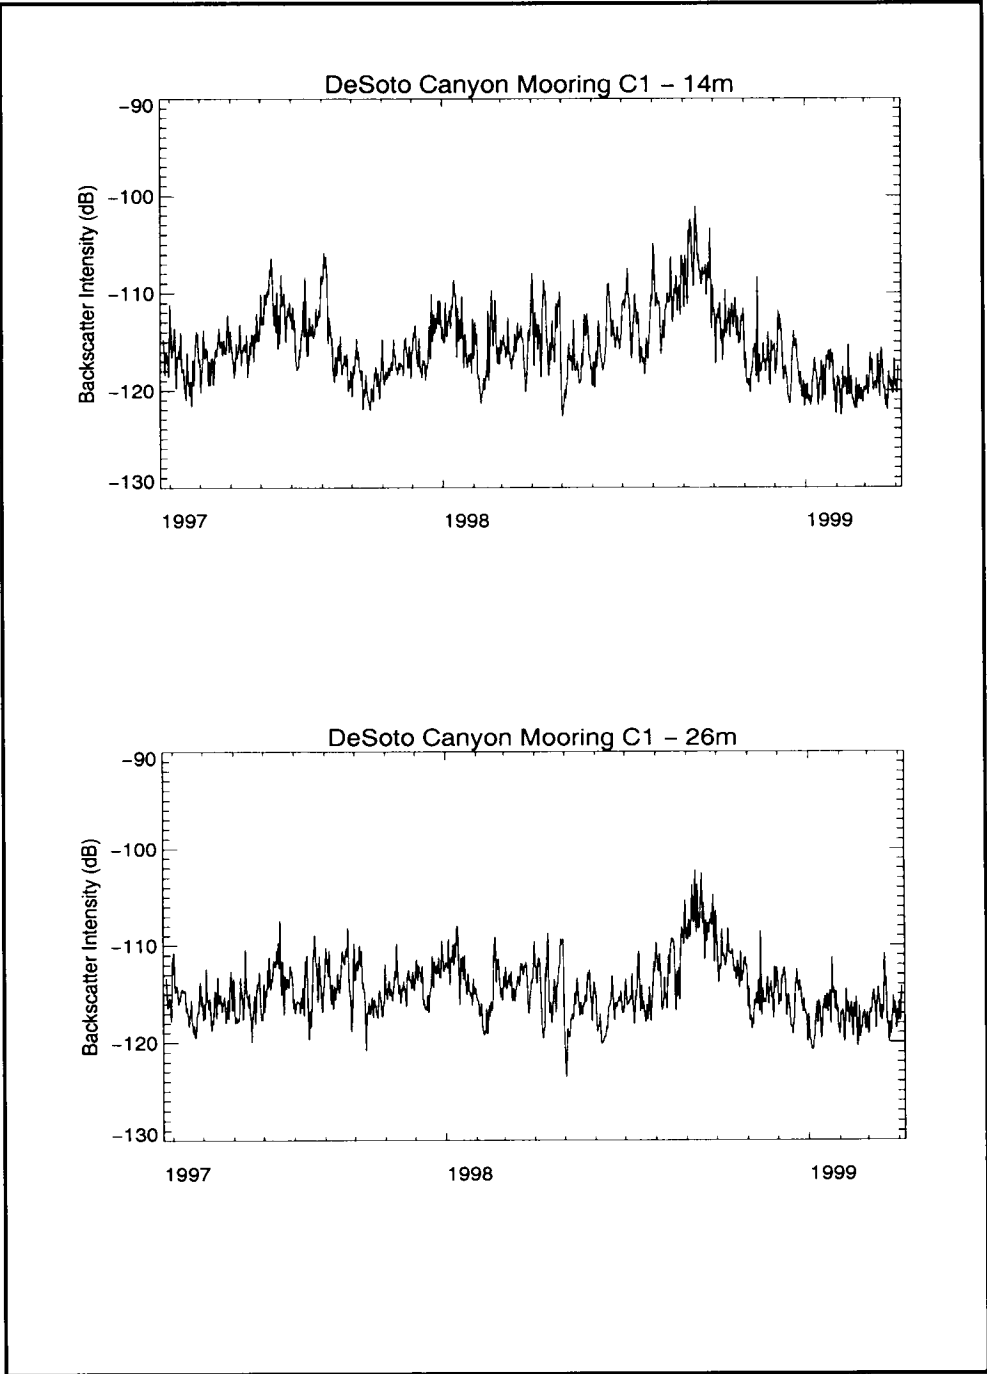 DeSoto Canyon Mooring C1 – 14m
−90
−100
−110
−120
−130
Backscatter Intensity (dB)
1997 1998 1999
DeSoto Canyon Mooring C1 – 26m
−90
−100
−110
−120
−130
Backscatter Intensity (dB)
1997 1998 1999